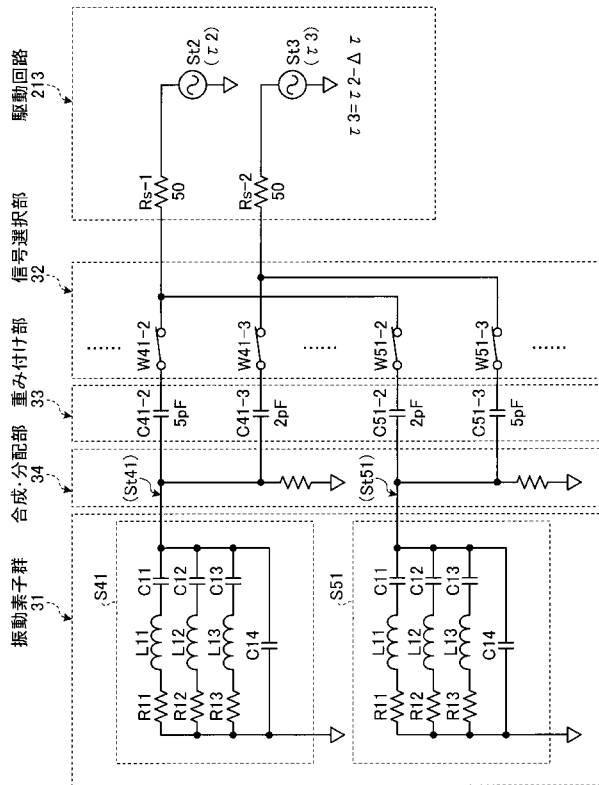 振動素子群
31
合成・分配部
34
重み付け部
33
信号選択部
32
駆動回路
213
S41
R11
L11
C11
R12
L12
C12
R13
L13
C13
C14
(St41)
C41-2
5pF
C41-3
2pF
W41-2
W41-3
……
……
Rs-1
50
St2
(τ2)
Rs-2
50
St3
(τ3)
τ3=τ2-Δτ
S51
R11
L11
C11
R12
L12
C12
R13
L13
C13
C14
(St51)
C51-2
2pF
C51-3
5pF
W51-2
W51-3
……